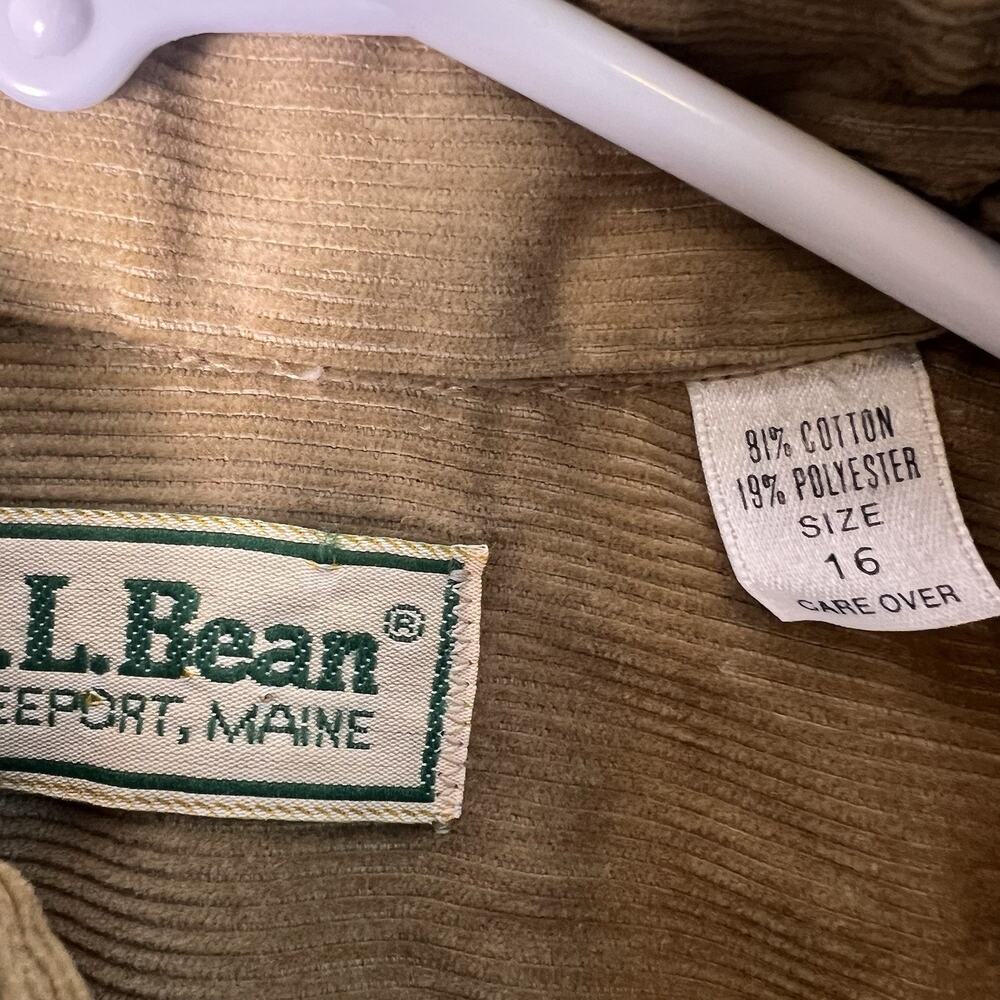 .L.Bean®
EEPORT, MAINE
81% COTTON
19% POLYESTER
SIZE
16
CARE OVER